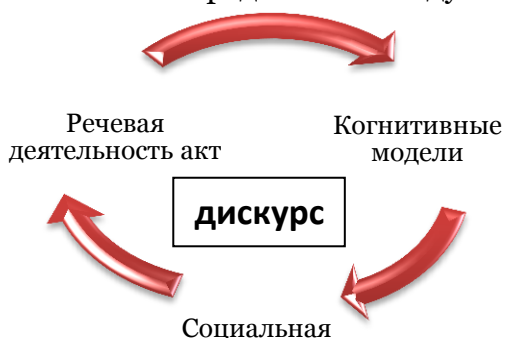 Речевая
деятельность акт
Когнитивные
модели
дискурс
Социальная